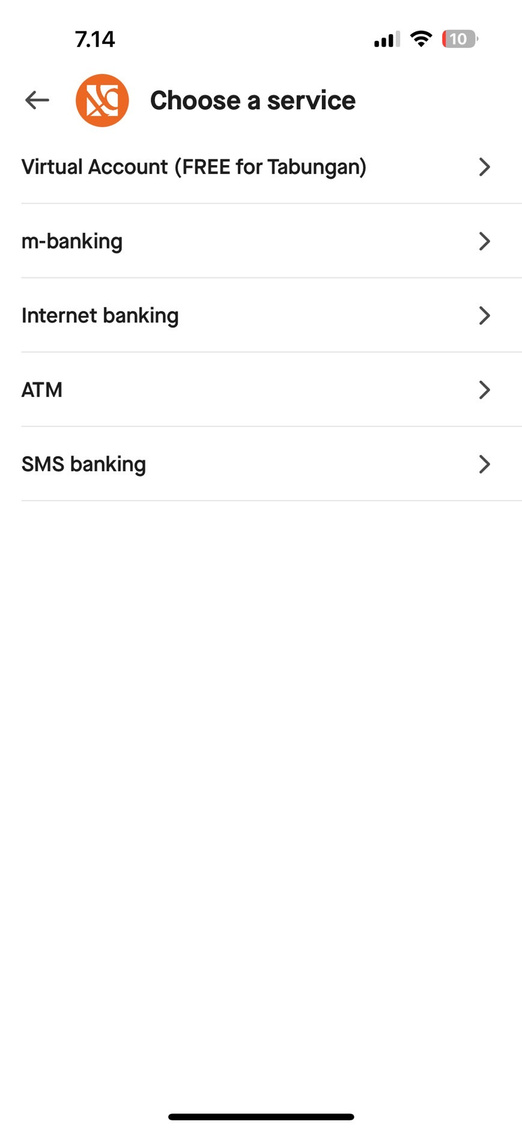 7.14
10
Choose a service
Virtual Account (FREE for Tabungan)
m-banking
Internet banking
ATM
SMS banking